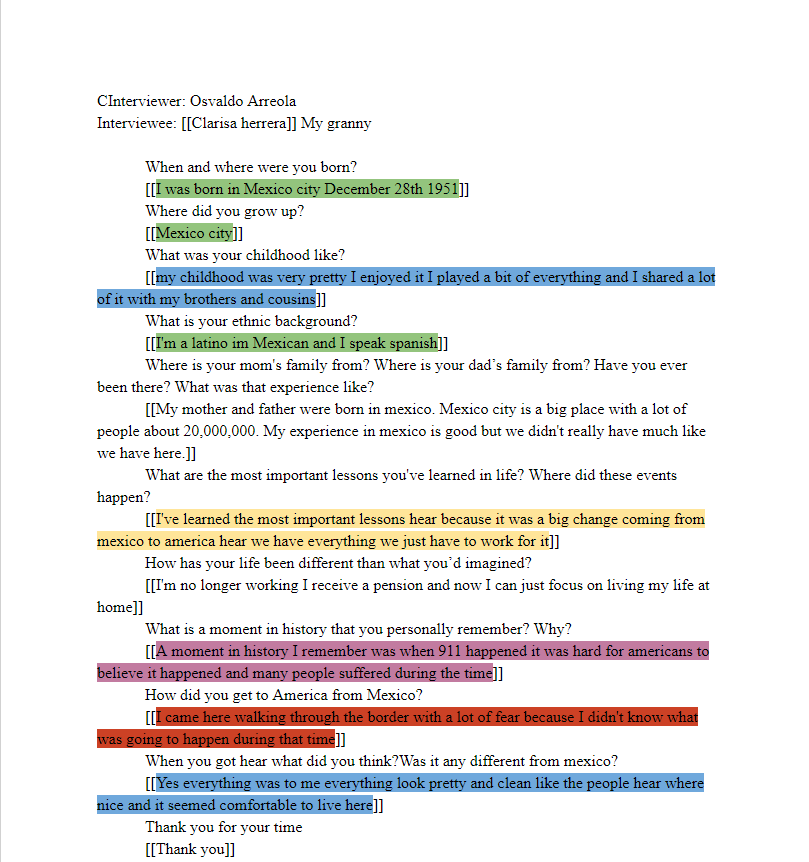 CInterviewer: Osvaldo Arreola
Interviewee: [[Clarisa herrera]] My granny
When and where were you born?
[[I was born in Mexico city December 28th 1951]]
Where did you grow up?
[[Mexico city]]
What was your childhood like?
[[my childhood was very pretty I enjoyed it I played a bit of everything and I shared a lot
of it with my brothers and cousins]]
What is your ethnic background?
[[I'm a latino im Mexican and I speak spanish]]
Where is your mom's family from? Where is your dad’s family from? Have you ever
been there? What was that experience like?
[[My mother and father were born in mexico. Mexico city is a big place with a lot of
people about 20,000,000. My experience in mexico is good but we didn't really have much like
we have here.]]
What are the most important lessons you've learned in life? Where did these events
happen?
[[I've learned the most important lessons hear because it was a big change coming from
mexico to america hear we have everything we just have to work for it]]
How has your life been different than what you’d imagined?
[[I'm no longer working I receive a pension and now I can just focus on living my life at
home]]
What is a moment in history that you personally remember? Why?
[[A moment in history I remember was when 911 happened it was hard for americans to
believe it happened and many people suffered during the time]]
How did you get to America from Mexico?
[[I came here walking through the border with a lot of fear because I didn't know what
was going to happen during that time]]
When you got hear what did you think?Was it any different from mexico?
[[Yes everything was to me everything look pretty and clean like the people hear where
nice and it seemed comfortable to live here]]
Thank you for your time
[[Thank you]]